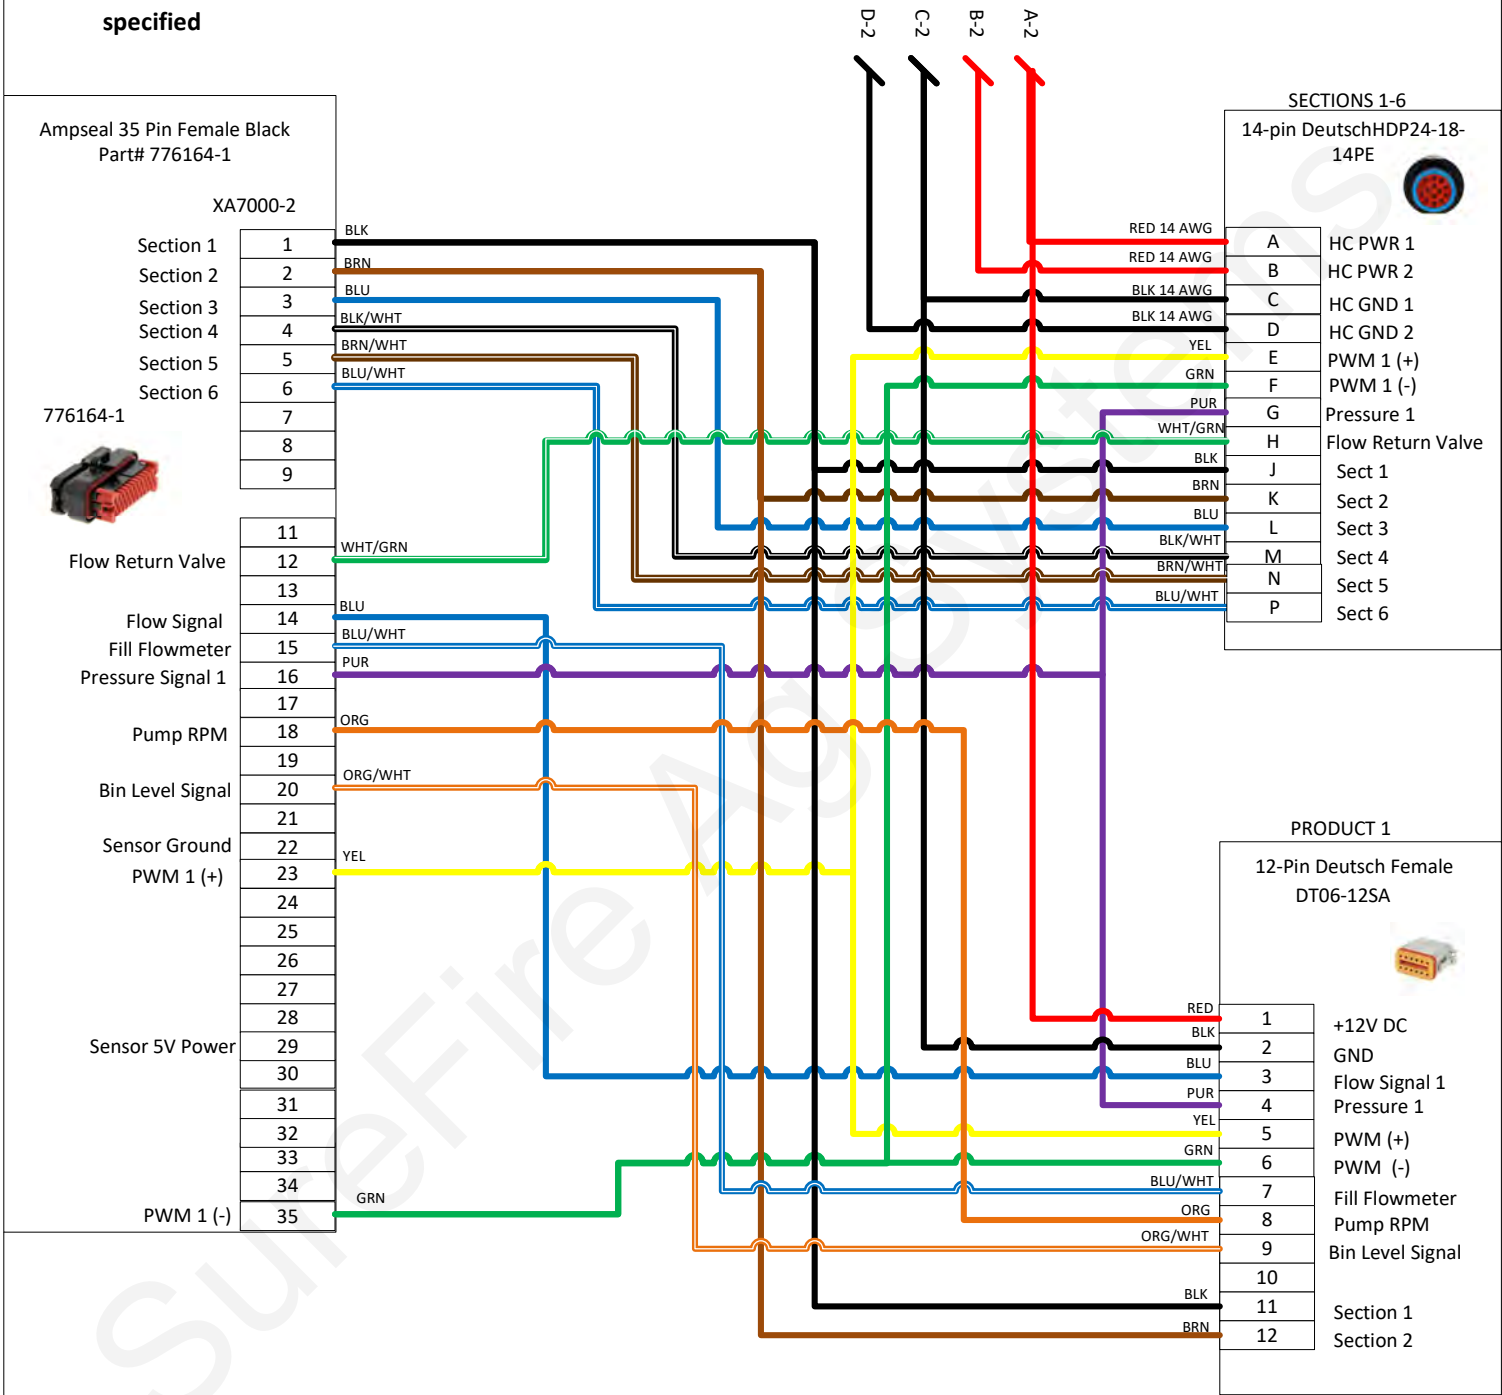 specified
D-2
C-2
B-2
A-2
Ampseal 35 Pin Female Black
Part# 776164-1
XA7000-2
Section 1 1 BLK
Section 2 2 BRN
Section 3 3 BLU
Section 4 4 BLK/WHT
Section 5 5 BRN/WHT
Section 6 6 BLU/WHT
776164-1
7
8
9
11
Flow Return Valve 12 WHT/GRN
13
Flow Signal 14 BLU
Fill Flowmeter 15 BLU/WHT
Pressure Signal 1 16 PUR
17
Pump RPM 18 ORG
19
Bin Level Signal 20 ORG/WHT
21
Sensor Ground 22
PWM 1 (+) 23 YEL
24
25
26
27
28
Sensor 5V Power 29
30
31
32
33
34
PWM 1 (-) 35 GRN
SECTIONS 1-6
14-pin DeutschHDP24-18-
14PE
RED 14 AWG A HC PWR 1
RED 14 AWG B HC PWR 2
BLK 14 AWG C HC GND 1
BLK 14 AWG D HC GND 2
YEL E PWM 1 (+)
GRN F PWM 1 (-)
PUR G Pressure 1
WHT/GRN H Flow Return Valve
BLK J Sect 1
BRN K Sect 2
BLU L Sect 3
BLK/WHT M Sect 4
BRN/WHT N Sect 5
BLU/WHT P Sect 6
PRODUCT 1
12-Pin Deutsch Female
DT06-12SA
RED 1 +12V DC
BLK 2 GND
BLU 3 Flow Signal 1
PUR 4 Pressure 1
YEL 5 PWM (+)
GRN 6 PWM (-)
BLU/WHT 7 Fill Flowmeter
ORG 8 Pump RPM
ORG/WHT 9 Bin Level Signal
10
BLK 11 Section 1
BRN 12 Section 2
SureFire Ag Systems